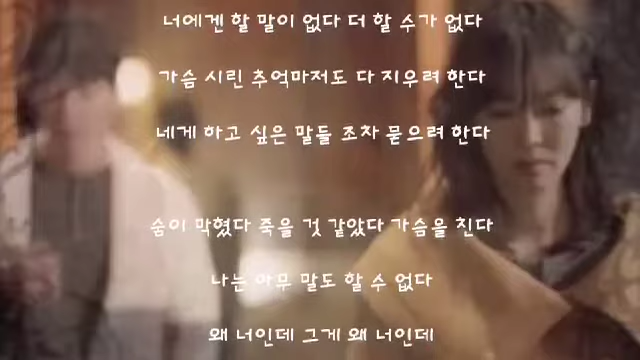 너에겐 할 말이 없다 더 할 수가 없다
가슴 시린 추억마저도 다 지우려 한다
네게 하고 싶은 말들 조차 묻으려 한다
숨이 막혔다 죽을 것 같았다 가슴을 친다
나는 아무 말도 할 수 없다
왜 너인데 그게 왜 너인데